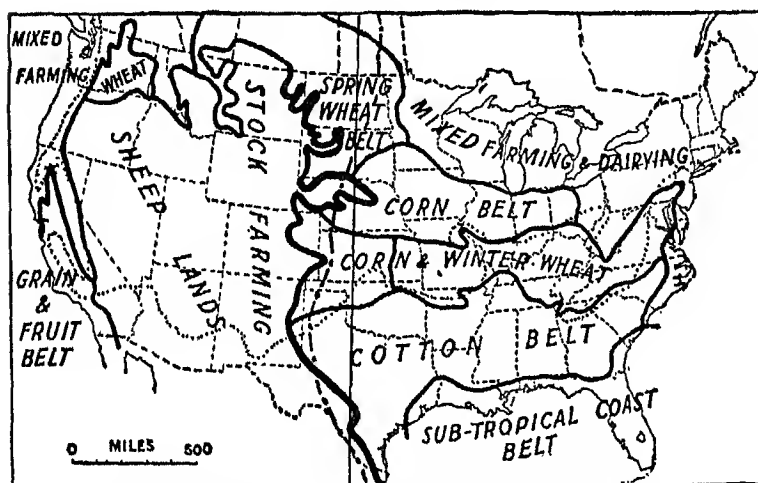 MIXED
FARMING
WHEAT
SPRING
WHEAT
BELT
STOCK
FARMING
SHEEP
LANDS
MIXED FARMING & DAIRYING
CORN BELT
CORN & WINTER WHEAT
GRAIN
&
FRUIT
BELT
COTTON BELT
SUB-TROPICAL COAST
BELT
0 MILES 500